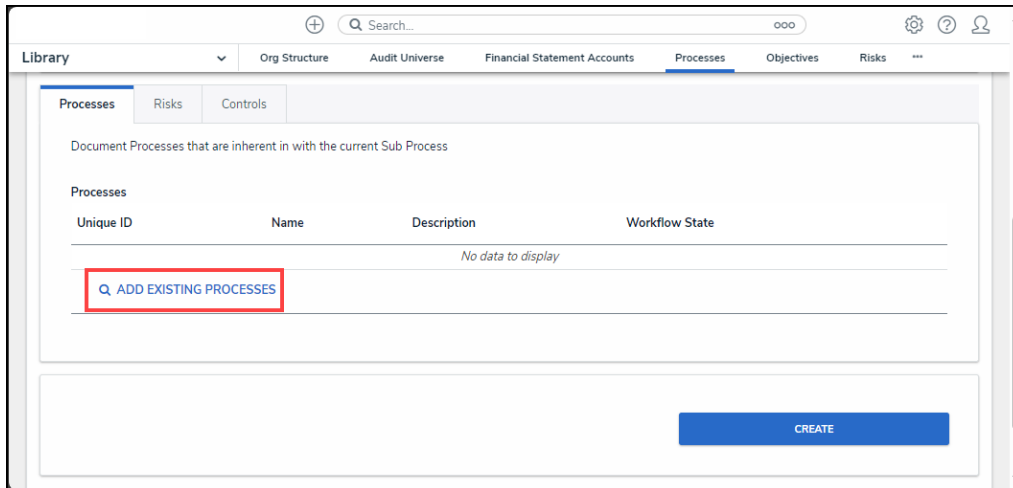 Search...
ooo
Library Org Structure Audit Universe Financial Statement Accounts Processes Objectives Risks ...
Processes Risks Controls
Document Processes that are inherent in with the current Sub Process
Processes
Unique ID Name Description Workflow State
No data to display
ADD EXISTING PROCESSES
CREATE